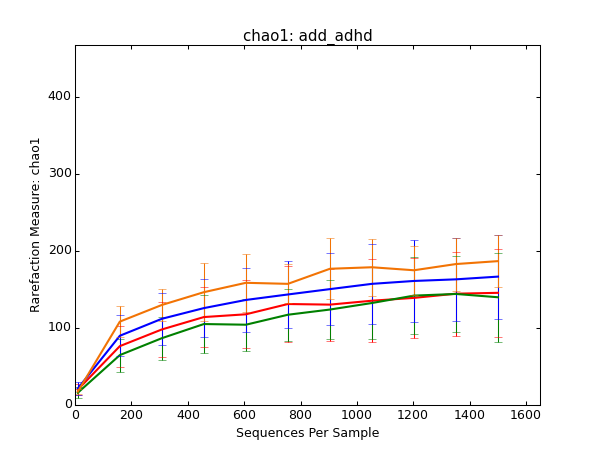 chao1: add_adhd
Rarefaction Measure: chao1
400
300
200
100
0
0 200 400 600 800 1000 1200 1400 1600
Sequences Per Sample